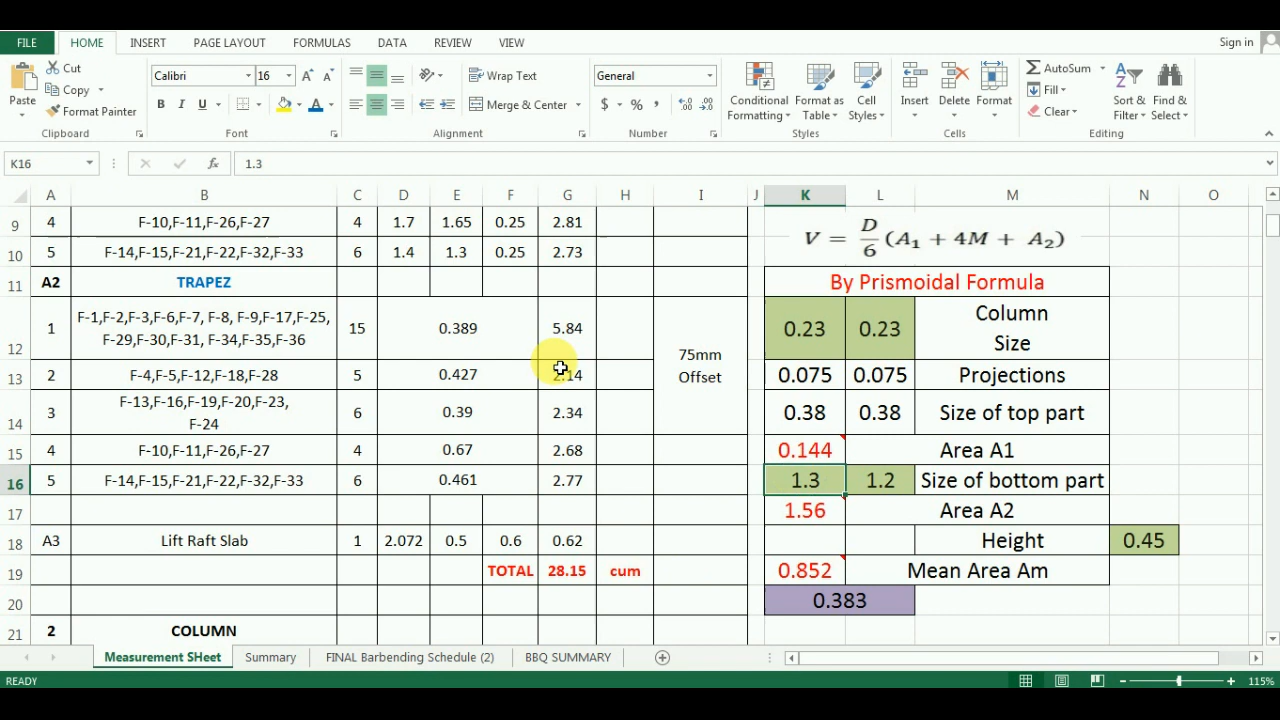 FILE HOME INSERT PAGE LAYOUT FORMULAS DATA REVIEW VIEW Sign in
Paste Cut Copy Format Painter Clipboard
Calibri 16 A A B I U A Font
Wrap Text Merge & Center Alignment
General $ % , Number
Conditional Formatting Format as Table Cell Styles Styles
Insert Delete Format Cells
AutoSum Fill Clear Sort & Filter Find & Select Editing
K16 fx 1.3
A B C D E F G H I J K L M N O
9 4 F-10,F-11,F-26,F-27 4 1.7 1.65 0.25 2.81
V = D/6 (A1 + 4M + A2)
10 5 F-14,F-15,F-21,F-22,F-32,F-33 6 1.4 1.3 0.25 2.73
11 A2 TRAPEZ By Prismoidal Formula
12 1 F-1,F-2,F-3,F-6,F-7, F-8, F-9,F-17,F-25,
F-29,F-30,F-31, F-34,F-35,F-36 15 0.389 5.84 0.23 0.23 Column
Size
75mm
Offset
13 2 F-4,F-5,F-12,F-18,F-28 5 0.427 2.14 0.075 0.075 Projections
14 3 F-13,F-16,F-19,F-20,F-23,
F-24 6 0.39 2.34 0.38 0.38 Size of top part
15 4 F-10,F-11,F-26,F-27 4 0.67 2.68 0.144 Area A1
16 5 F-14,F-15,F-21,F-22,F-32,F-33 6 0.461 2.77 1.3 1.2 Size of bottom part
17 1.56 Area A2
18 A3 Lift Raft Slab 1 2.072 0.5 0.6 0.62 Height 0.45
19 TOTAL 28.15 cum 0.852 Mean Area Am
20 0.383
21 2 COLUMN
Measurement SHeet Summary FINAL Barbending Schedule (2) BBQ SUMMARY
READY 115%